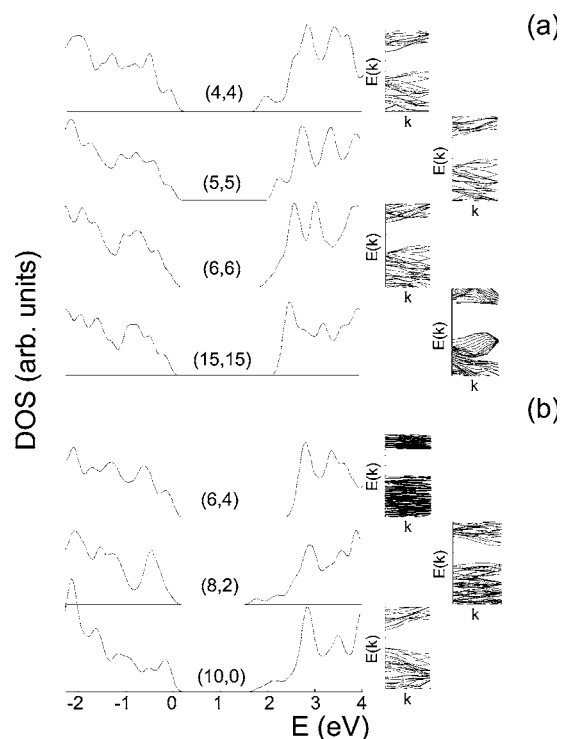 (a)
(4,4)
E(k)
k
(5,5)
E(k)
k
(6,6)
E(k)
k
(15,15)
E(k)
k
DOS (arb. units)
(b)
(6,4)
E(k)
k
(8,2)
E(k)
k
(10,0)
E(k)
k
-2 -1 0 1 2 3 4
E (eV)